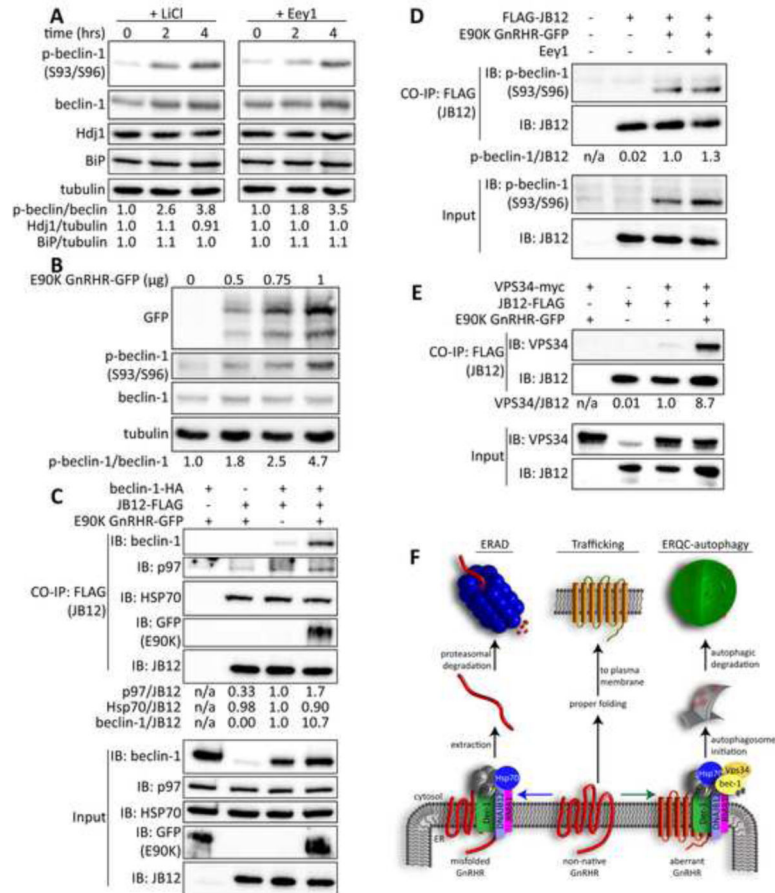 A
+ LiCl + Eey1
time (hrs) 0 2 4 0 2 4
p-beclin-1
(S93/S96)
beclin-1
Hdj1
BiP
tubulin
p-beclin/beclin 1.0 2.6 3.8 1.0 1.8 3.5
Hdj1/tubulin 1.0 1.1 0.91 1.0 1.0 1.0
BiP/tubulin 1.0 1.1 1.0 1.0 1.1 1.1
B
E90K GnRHR-GFP (µg) 0 0.5 0.75 1
GFP
p-beclin-1
(S93/S96)
beclin-1
tubulin
p-beclin-1/beclin-1 1.0 1.8 2.5 4.7
C
beclin-1-HA + - + +
JB12-FLAG - + + +
E90K GnRHR-GFP + + - +
CO-IP: FLAG
(JB12)
IB: beclin-1
IB: p97
IB: HSP70
IB: GFP
(E90K)
IB: JB12
p97/JB12 n/a 0.33 1.0 1.7
Hsp70/JB12 n/a 0.98 1.0 0.90
beclin-1/JB12 n/a 0.00 1.0 10.7
Input
IB: beclin-1
IB: p97
IB: HSP70
IB: GFP
(E90K)
IB: JB12
D
FLAG-JB12 - + + +
E90K GnRHR-GFP - - + +
Eey1 - - - +
CO-IP: FLAG
(JB12)
IB: p-beclin-1
(S93/S96)
IB: JB12
p-beclin-1/JB12 n/a 0.02 1.0 1.3
Input
IB: p-beclin-1
(S93/S96)
IB: JB12
E
VPS34-myc + - + +
JB12-FLAG - + + +
E90K GnRHR-GFP + - - +
CO-IP: FLAG
(JB12)
IB: VPS34
IB: JB12
VPS34/JB12 n/a 0.01 1.0 8.7
Input
IB: VPS34
IB: JB12
F
ERAD Trafficking ERQC-autophagy
proteasomal
degradation
to plasma
membrane
autophagic
degradation
proper folding
extraction
autophagosome
initiation
Hsp70
Hsp70
Vps34
bec-1
cytosol
ER
Der-1
DNAJB12
Der-1
DNAJB12
misfolded
GnRHR
non-native
GnRHR
aberrant
GnRHR